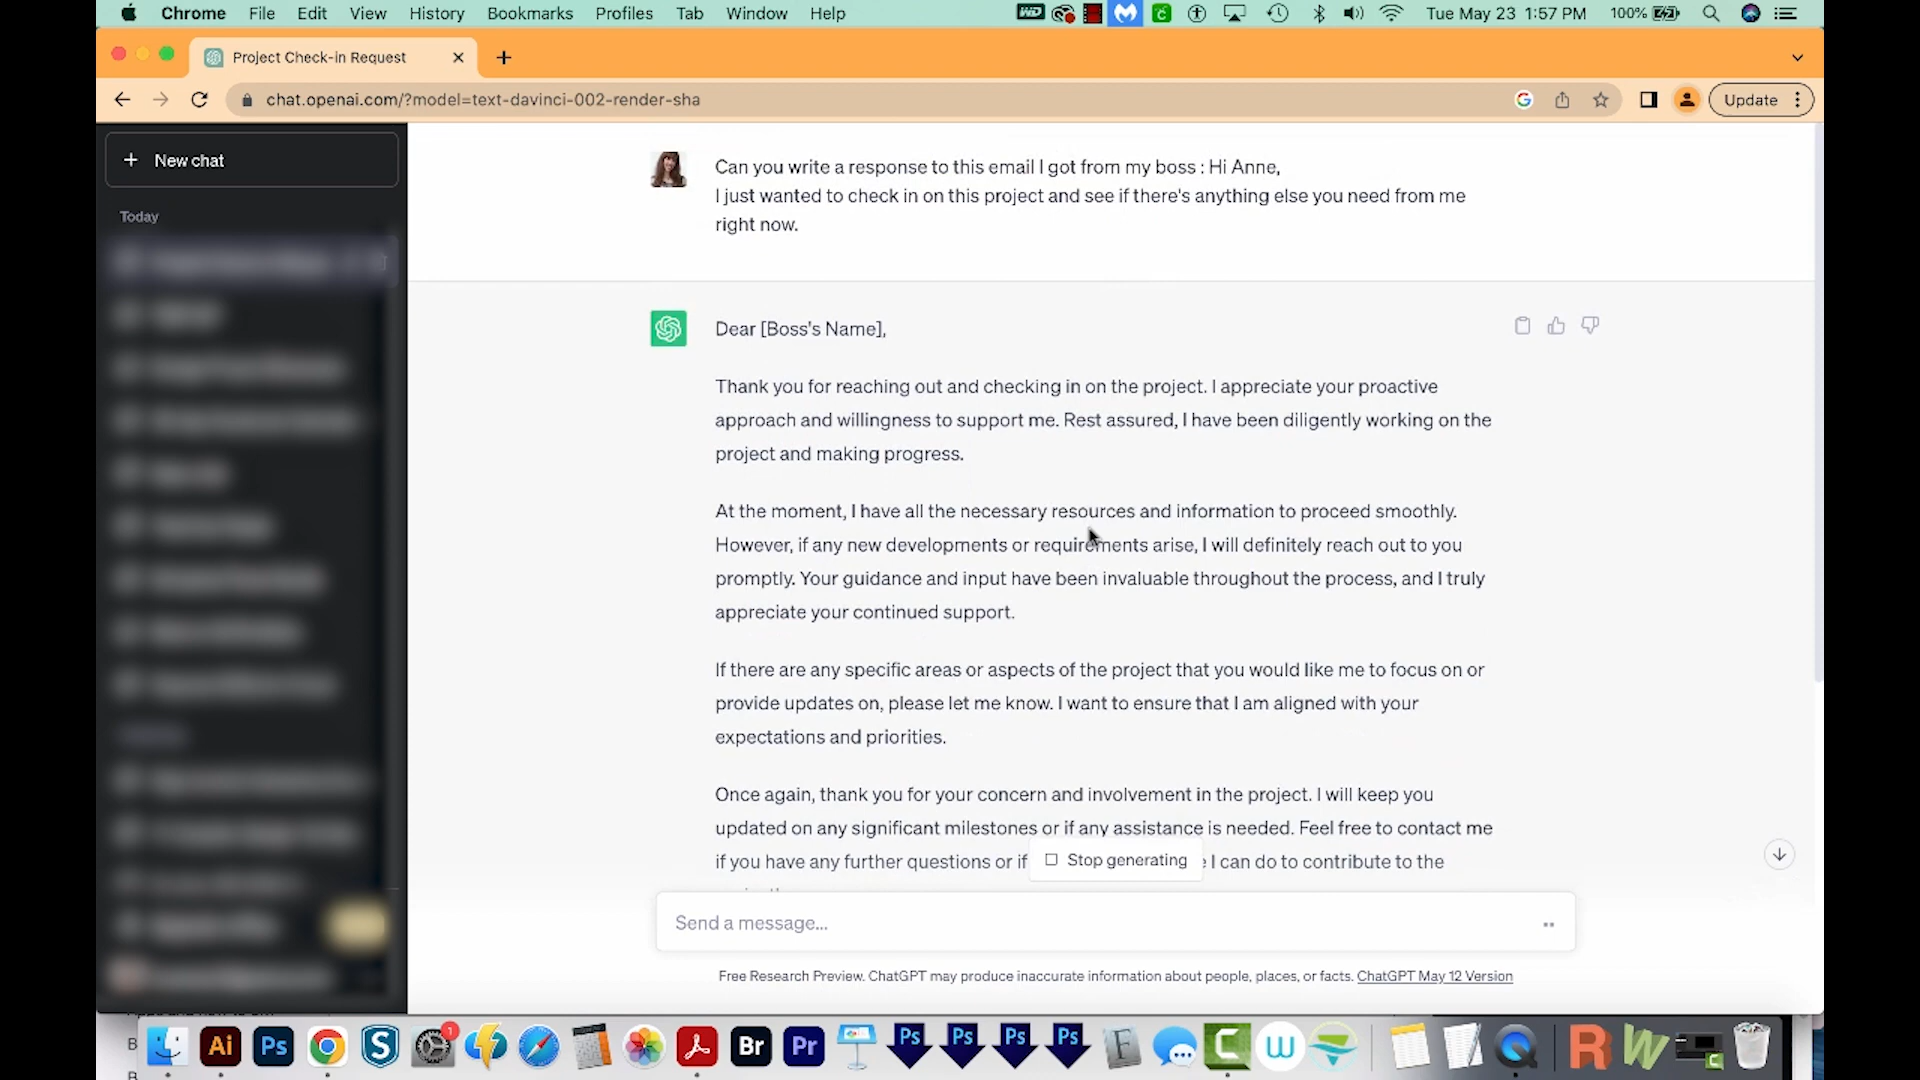 Chrome File Edit View History Bookmarks Profiles Tab Window Help Tue May 23 1:57 PM 100%
Project Check-in Request
chat.openai.com/?model=text-davinci-002-render-sha
Update
New chat
Today
Can you write a response to this email I got from my boss : Hi Anne,
I just wanted to check in on this project and see if there's anything else you need from me
right now.
Dear [Boss's Name],
Thank you for reaching out and checking in on the project. I appreciate your proactive
approach and willingness to support me. Rest assured, I have been diligently working on the
project and making progress.
At the moment, I have all the necessary resources and information to proceed smoothly.
However, if any new developments or requirements arise, I will definitely reach out to you
promptly. Your guidance and input have been invaluable throughout the process, and I truly
appreciate your continued support.
If there are any specific areas or aspects of the project that you would like me to focus on or
provide updates on, please let me know. I want to ensure that I am aligned with your
expectations and priorities.
Once again, thank you for your concern and involvement in the project. I will keep you
updated on any significant milestones or if any assistance is needed. Feel free to contact me
if you have any further questions or if I can do to contribute to the
Stop generating
Send a message...
Free Research Preview. ChatGPT may produce inaccurate information about people, places, or facts. ChatGPT May 12 Version
Ai Ps S 1 Br Pr Ps Ps Ps Ps F C W R W